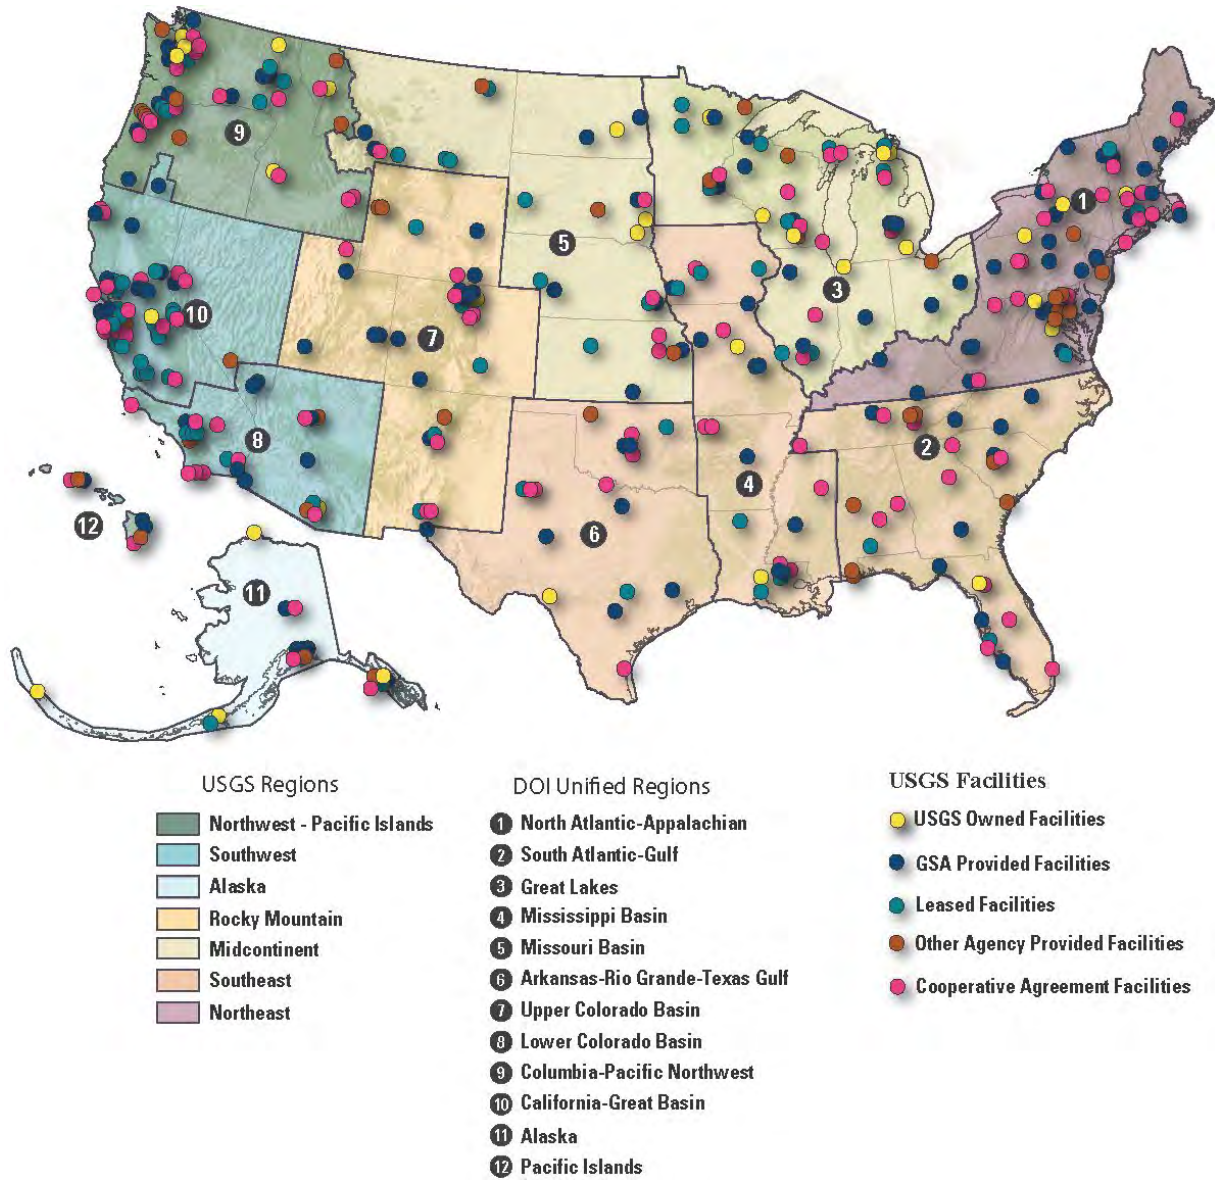 9
1
5
3
10
7
8
2
4
12
6
11
USGS Regions
Northwest - Pacific Islands
Southwest
Alaska
Rocky Mountain
Midcontinent
Southeast
Northeast
DOI Unified Regions
1 North Atlantic-Appalachian
2 South Atlantic-Gulf
3 Great Lakes
4 Mississippi Basin
5 Missouri Basin
6 Arkansas-Rio Grande-Texas Gulf
7 Upper Colorado Basin
8 Lower Colorado Basin
9 Columbia-Pacific Northwest
10 California-Great Basin
11 Alaska
12 Pacific Islands
USGS Facilities
USGS Owned Facilities
GSA Provided Facilities
Leased Facilities
Other Agency Provided Facilities
Cooperative Agreement Facilities